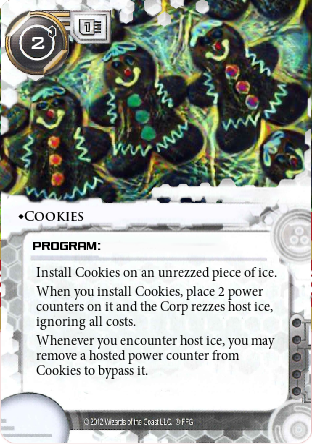 2
1
•COOKIES
PROGRAM:
Install Cookies on an unrezzed piece of ice.
When you install Cookies, place 2 power
counters on it and the Corp rezzes host ice,
ignoring all costs.
Whenever you encounter host ice, you may
remove a hosted power counter from
Cookies to bypass it.
©2012 Wizards of the Coast LLC. ® FFG